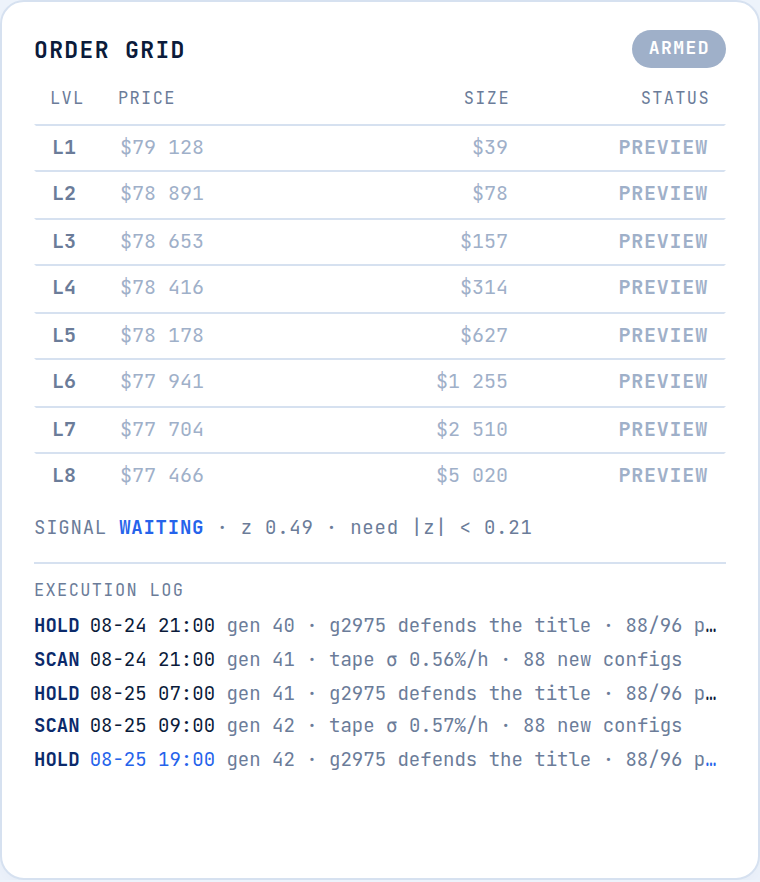 ORDER GRID ARMED
LVL PRICE SIZE STATUS
L1 $79 128 $39 PREVIEW
L2 $78 891 $78 PREVIEW
L3 $78 653 $157 PREVIEW
L4 $78 416 $314 PREVIEW
L5 $78 178 $627 PREVIEW
L6 $77 941 $1 255 PREVIEW
L7 $77 704 $2 510 PREVIEW
L8 $77 466 $5 020 PREVIEW
SIGNAL WAITING · z 0.49 · need |z| < 0.21
EXECUTION LOG
HOLD 08-24 21:00 gen 40 · g2975 defends the title · 88/96 p…
SCAN 08-24 21:00 gen 41 · tape σ 0.56%/h · 88 new configs
HOLD 08-25 07:00 gen 41 · g2975 defends the title · 88/96 p…
SCAN 08-25 09:00 gen 42 · tape σ 0.57%/h · 88 new configs
HOLD 08-25 19:00 gen 42 · g2975 defends the title · 88/96 p…